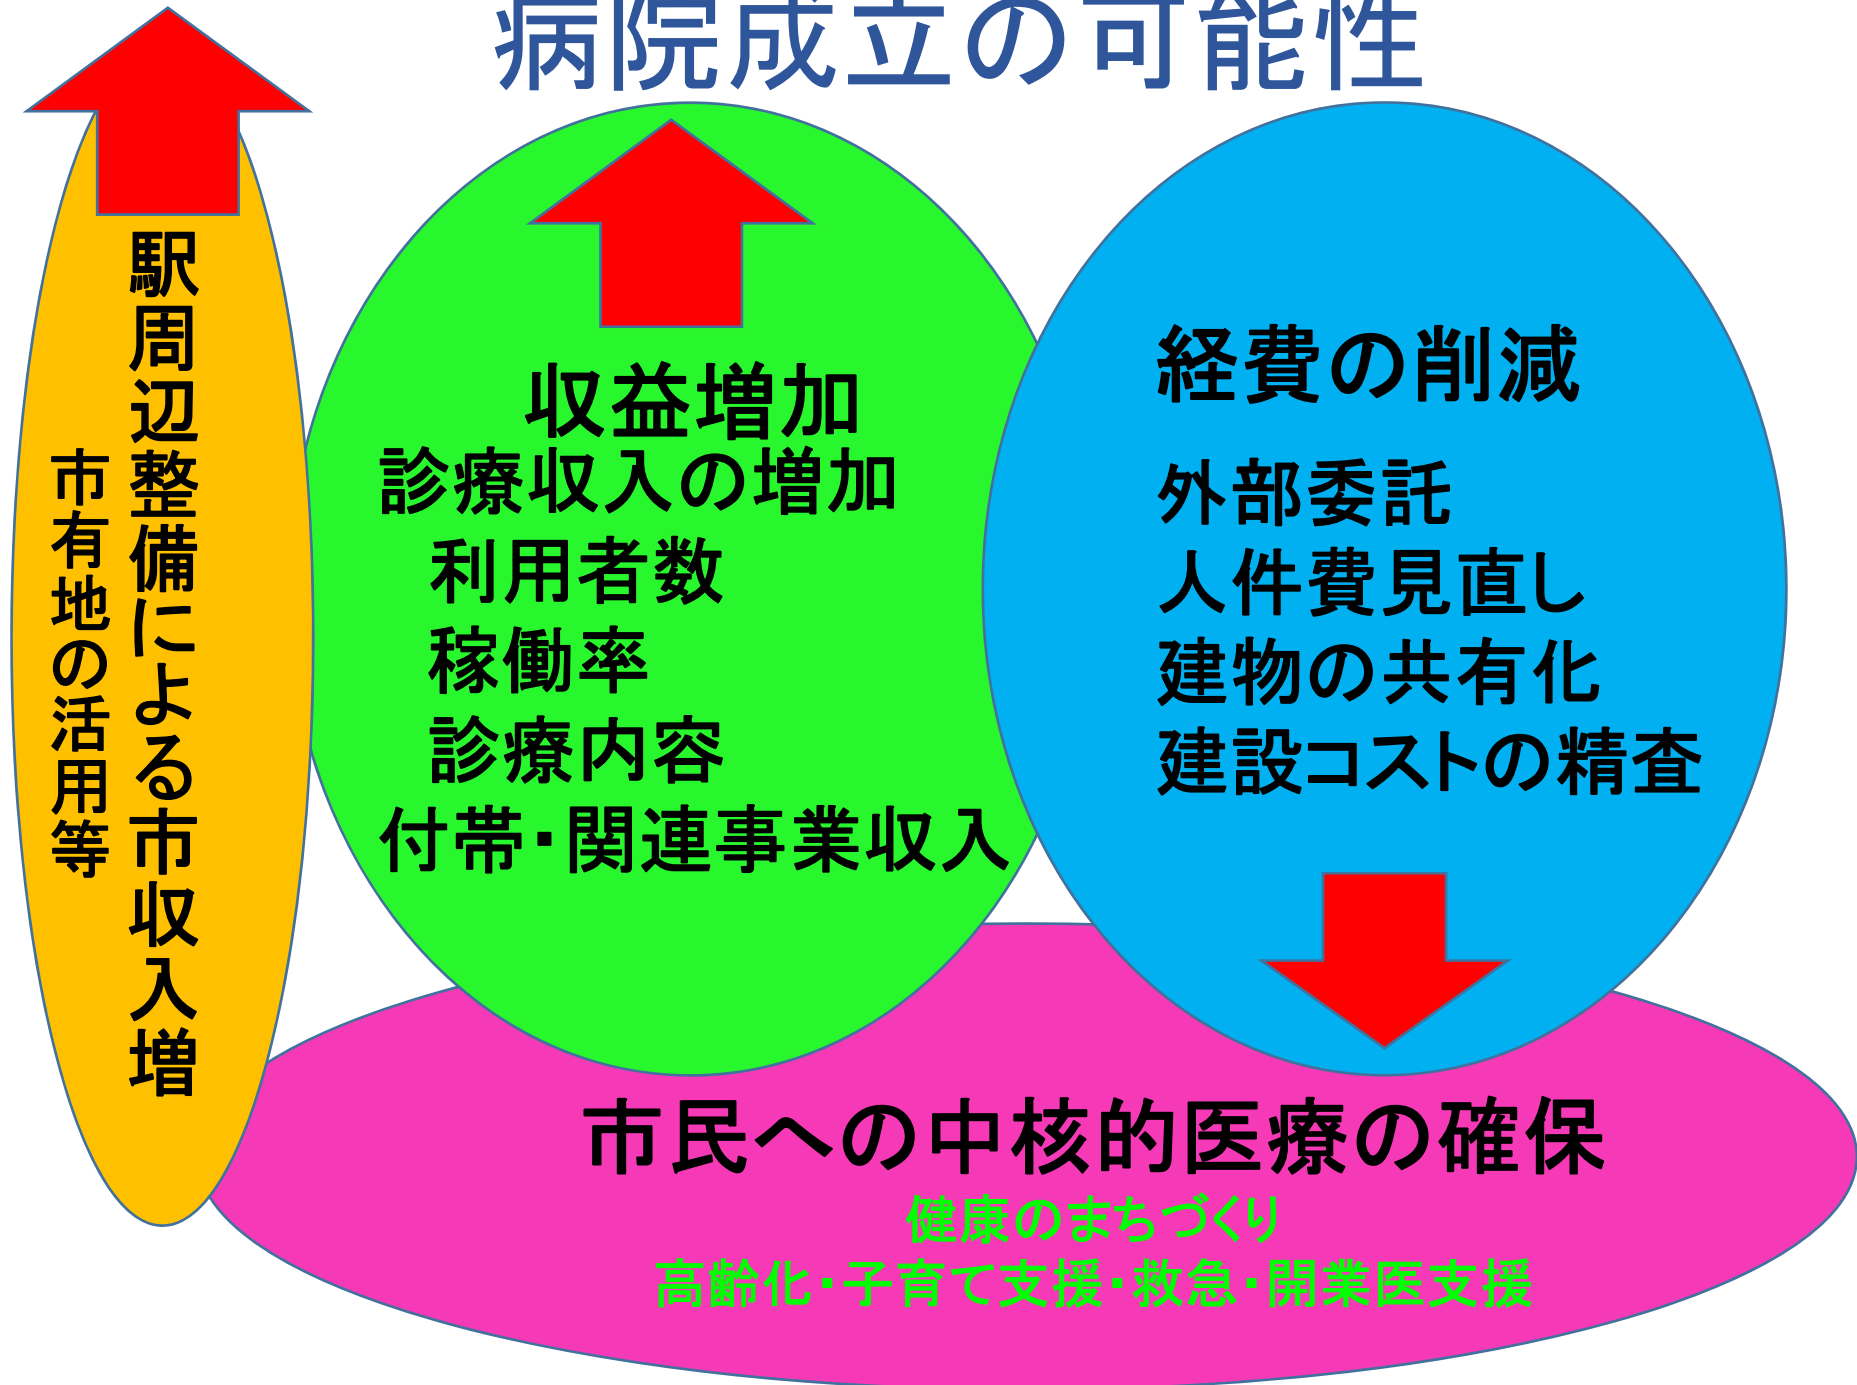 病院成立の可能性
駅周辺整備による市収入増
市有地の活用等
収益増加
診療収入の増加
利用者数
稼働率
診療内容
付帯・関連事業収入
経費の削減
外部委託
人件費見直し
建物の共有化
建設コストの精査
市民への中核的医療の確保
健康のまちづくり
高齢化・子育て支援・救急・開業医支援